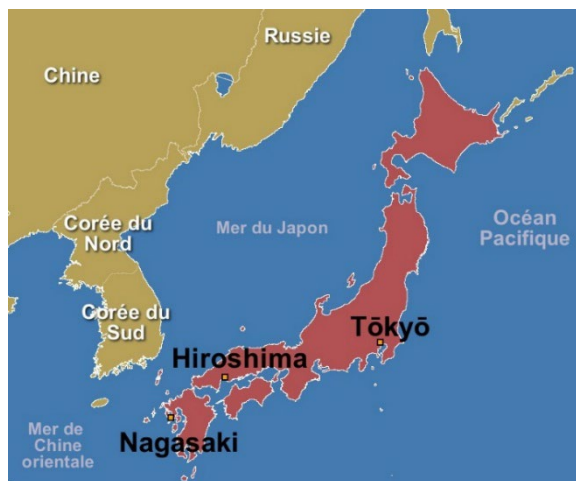 Russie
Chine
Corée du
Nord
Mer du Japon
Océan
Pacifique
Corée du
Sud
Tōkyō
Hiroshima
Mer de
Chine
orientale
Nagasaki